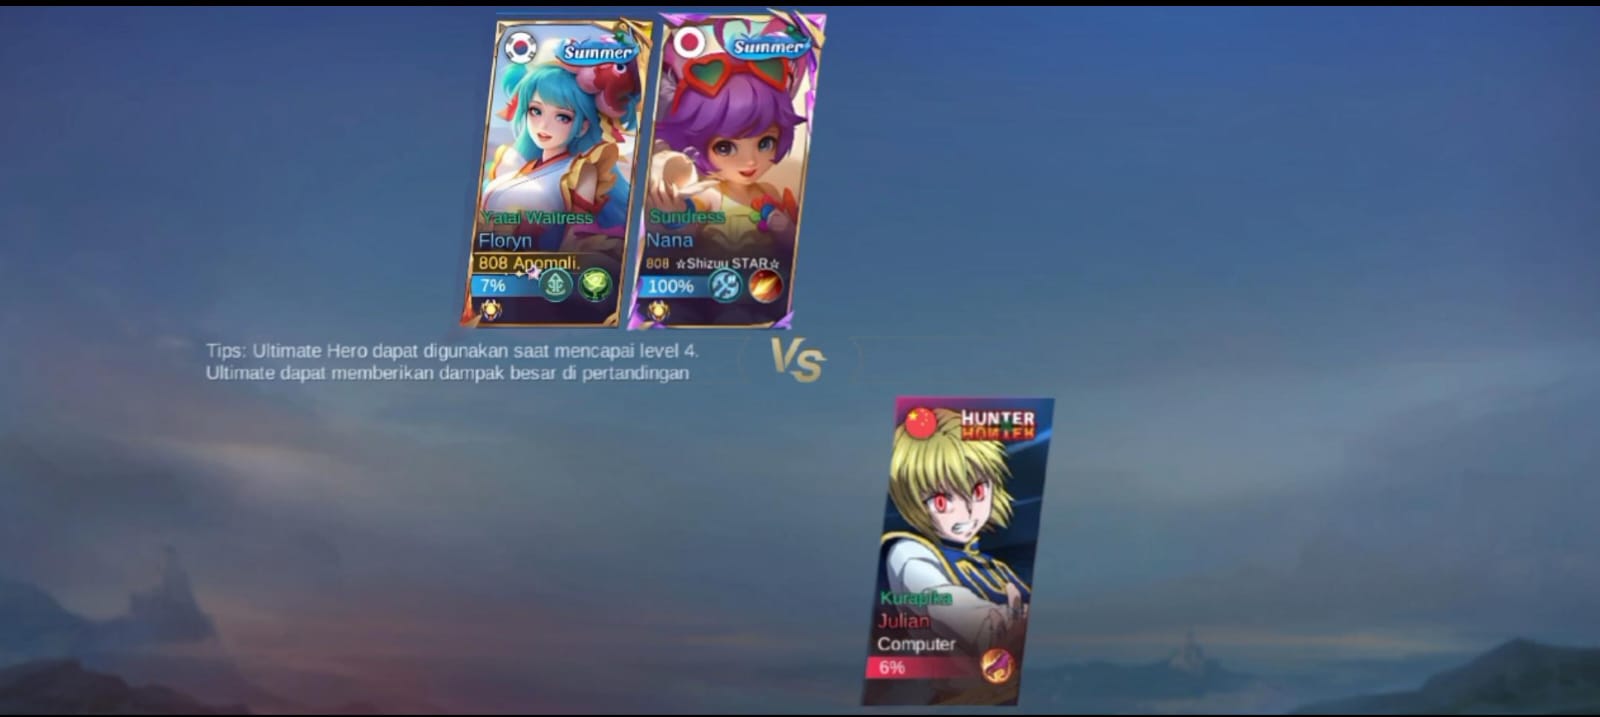 Summer
Yatai Waitress
Floryn
808 Apomali.
7%
Summer
Sundress
Nana
808 ☆Shizuu STAR☆
100%
Tips: Ultimate Hero dapat digunakan saat mencapai level 4.
Ultimate dapat memberikan dampak besar di pertandingan
VS
HUNTER
HUNTER
Kurapika
Julian
Computer
6%